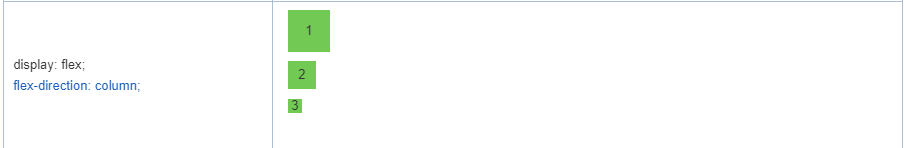 display: flex;
flex-direction: column;
1
2
3